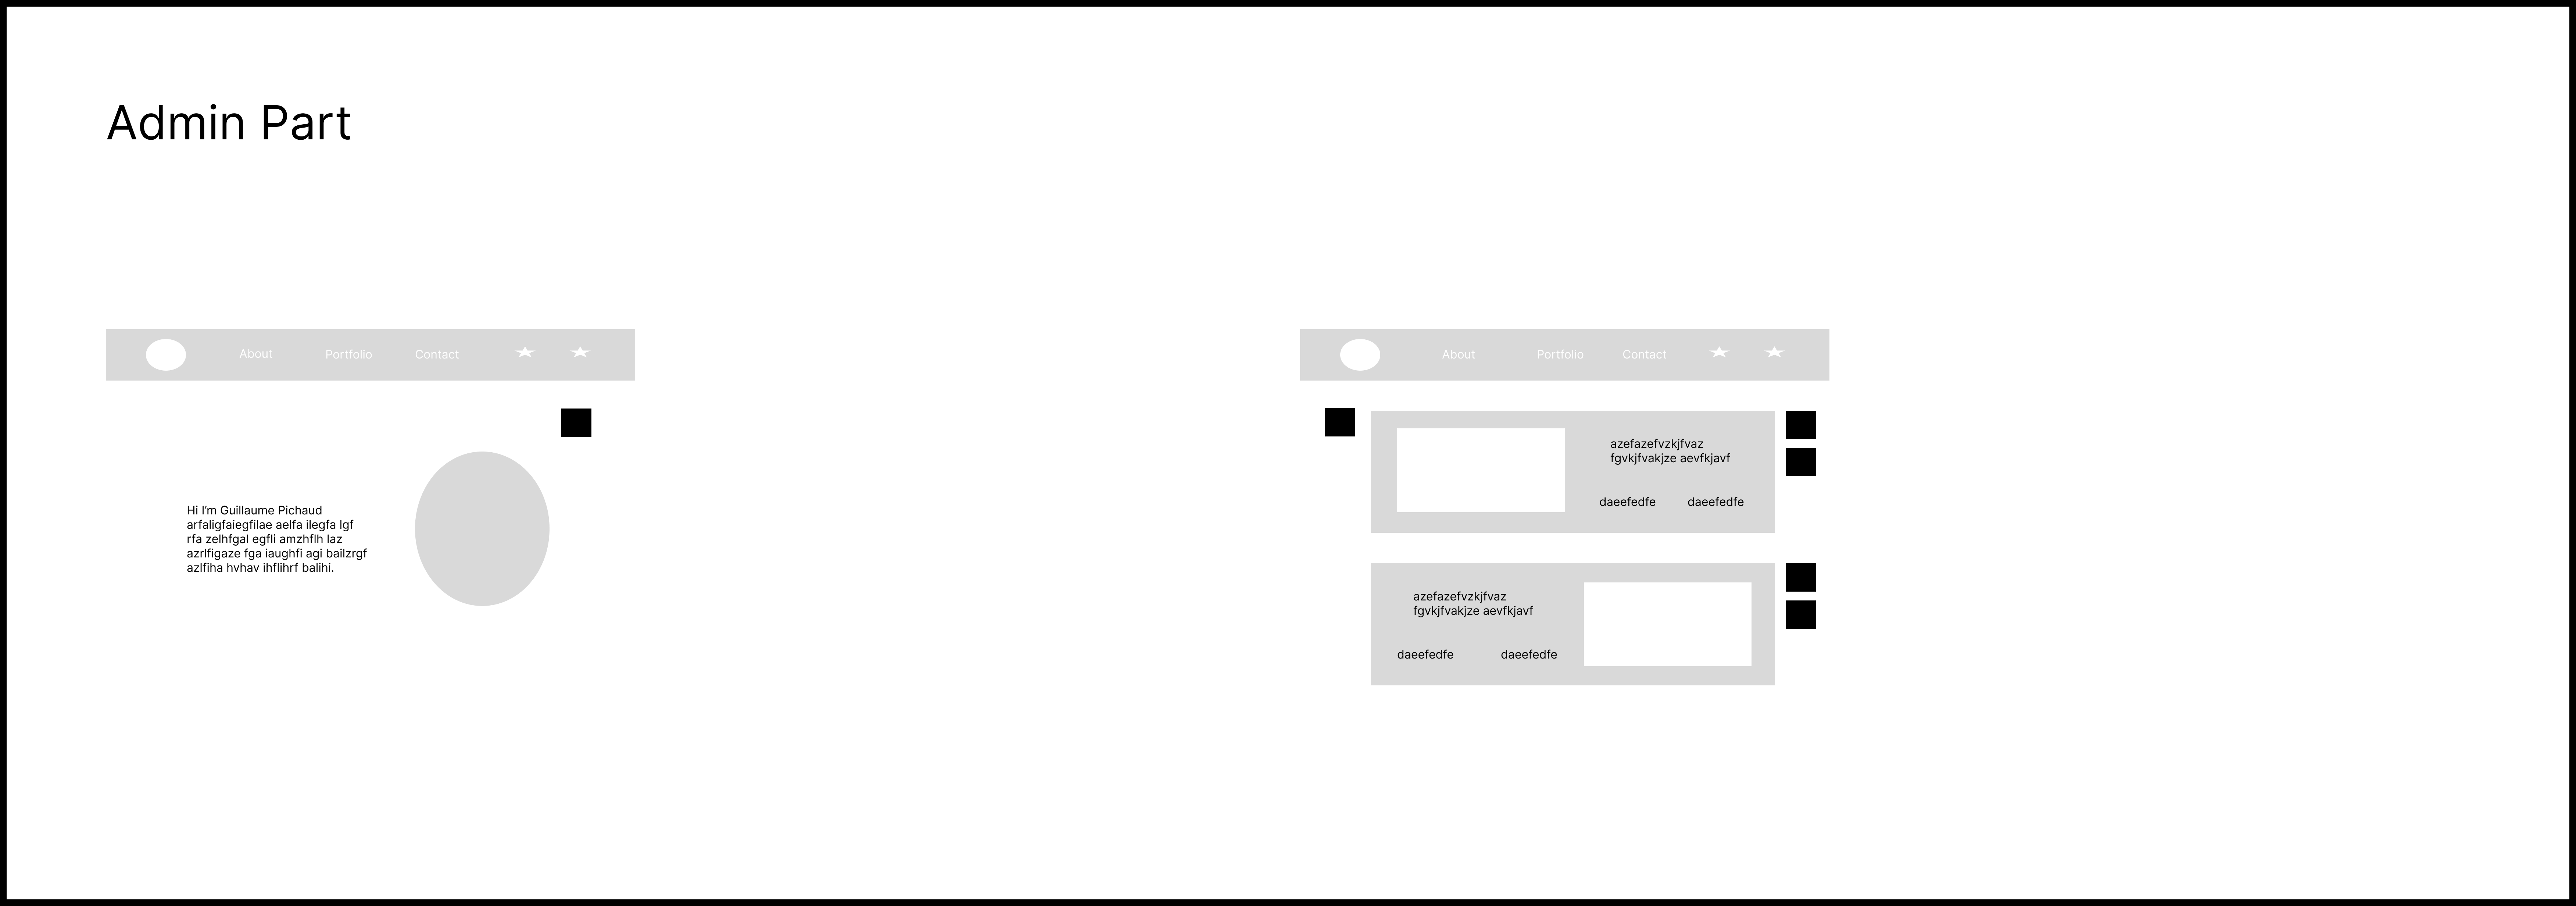 Admin Part
About Portfolio Contact
Hi I'm Guillaume Pichaud
arfaligfaiegfilae aelfa ilegfa lgf
rfa zelhfgal egfli amzhflh laz
azrlfigaze fga iaughfi agi bailzrgf
azlfiha hvhav ihflihrf balihi.
About Portfolio Contact
azefazefvzkjfvaz
fgvkjfvakjze aevfkjavf
daeefedfe daeefedfe
azefazefvzkjfvaz
fgvkjfvakjze aevfkjavf
daeefedfe daeefedfe